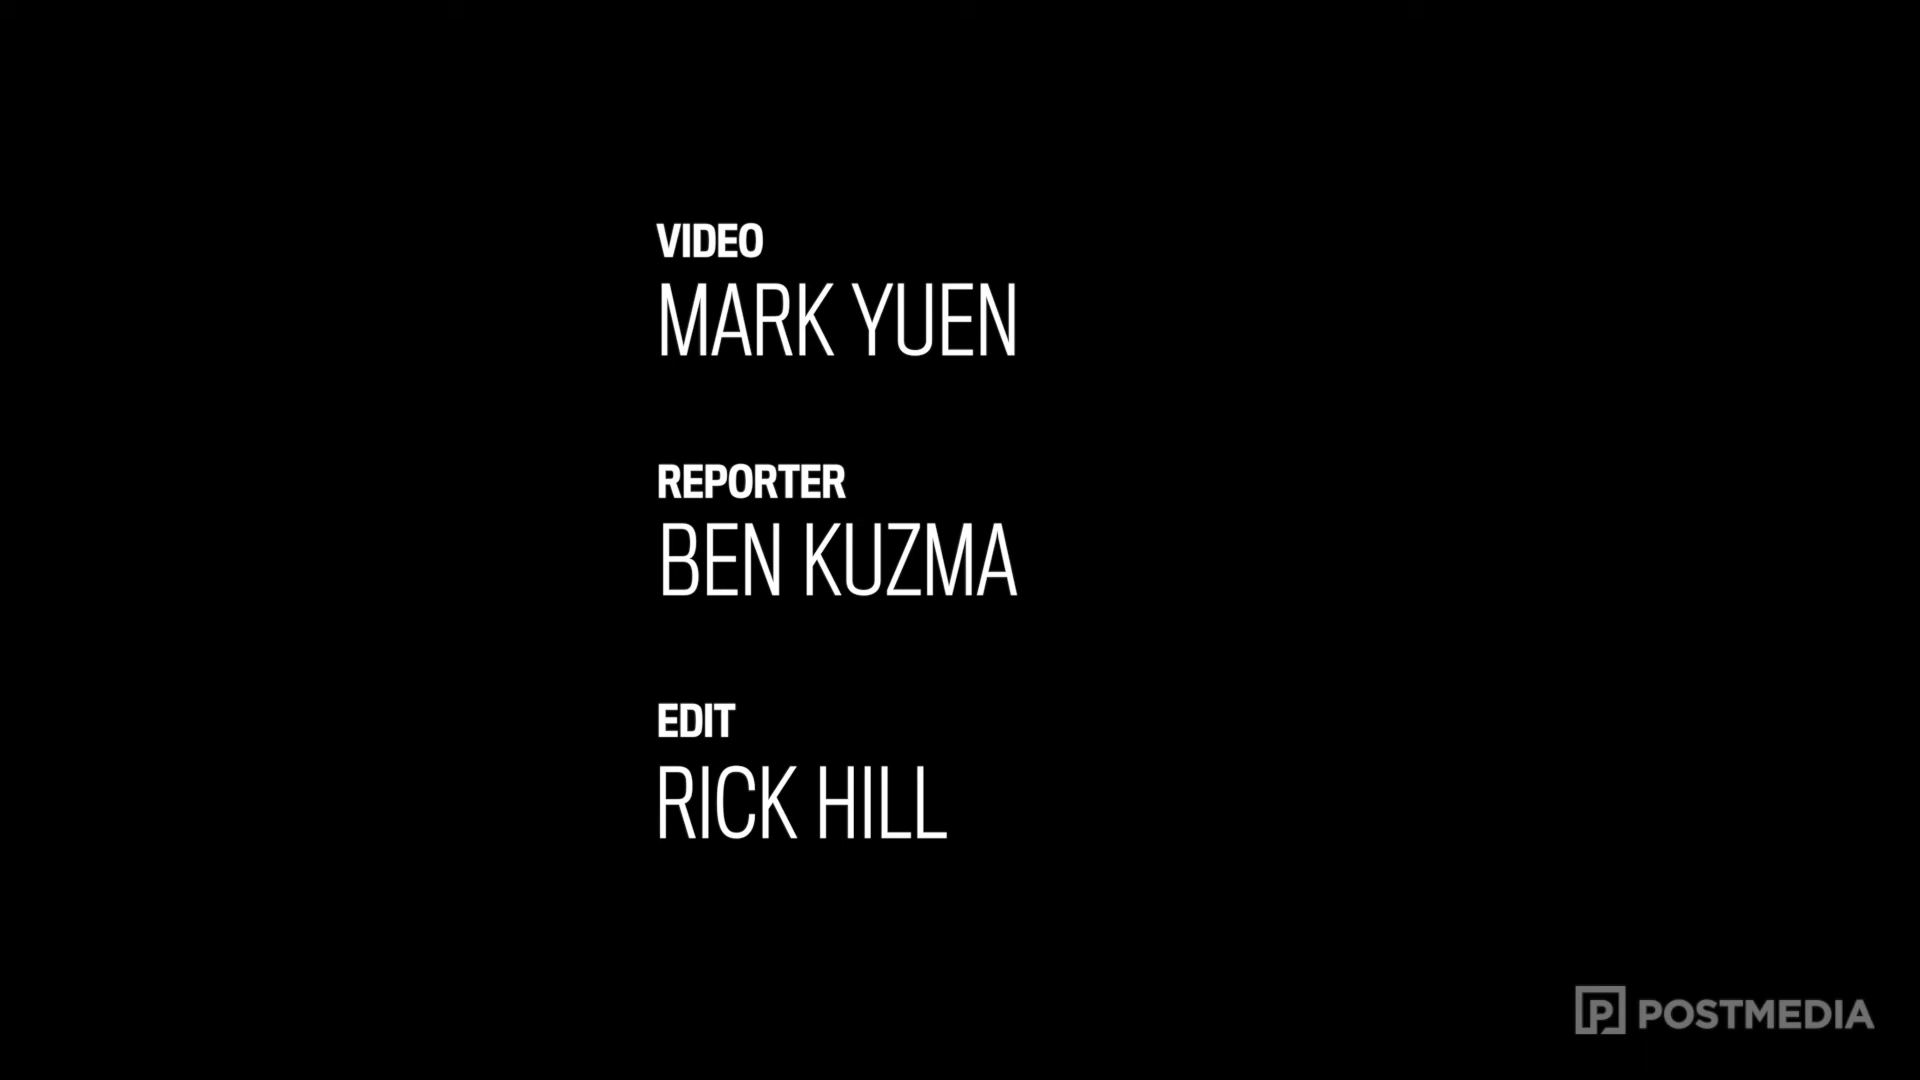 VIDEO
MARK YUEN
REPORTER
BEN KUZMA
EDIT
RICK HILL
P POSTMEDIA